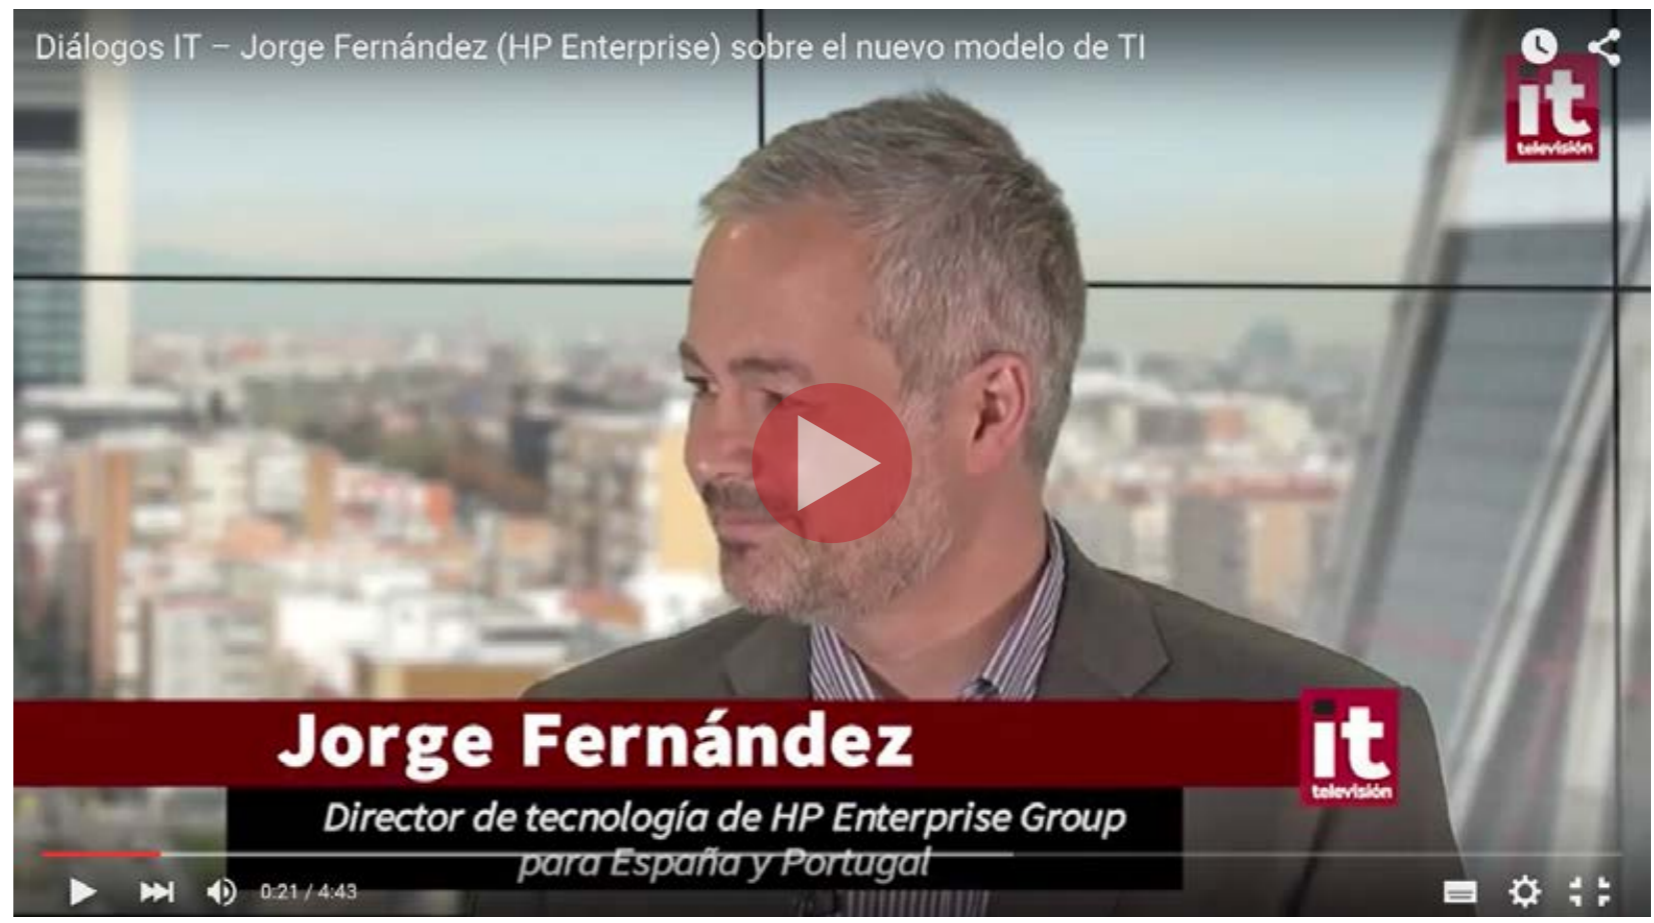 Diálogos IT – Jorge Fernández (HP Enterprise) sobre el nuevo modelo de TI
it
televisión
Jorge Fernández
it
televisión
Director de tecnología de HP Enterprise Group
para España y Portugal
0:21 / 4:43